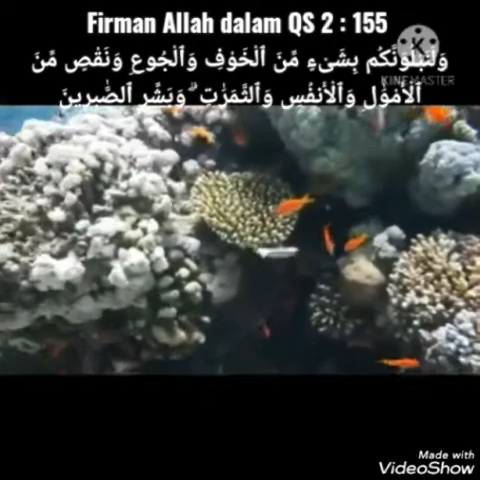 Firman Allah dalam QS 2 : 155
وَلَنَبْلُوَنَّكُم بِشَىْءٍ مِّنَ ٱلْخَوْفِ وَٱلْجُوعِ وَنَقْصٍ مِّنَ
ٱلْأَمْوَٰلِ وَٱلْأَنفُسِ وَٱلثَّمَرَٰتِ ۗ وَبَشِّرِ ٱلصَّٰبِرِينَ
KINEMASTER
Made with
VideoShow